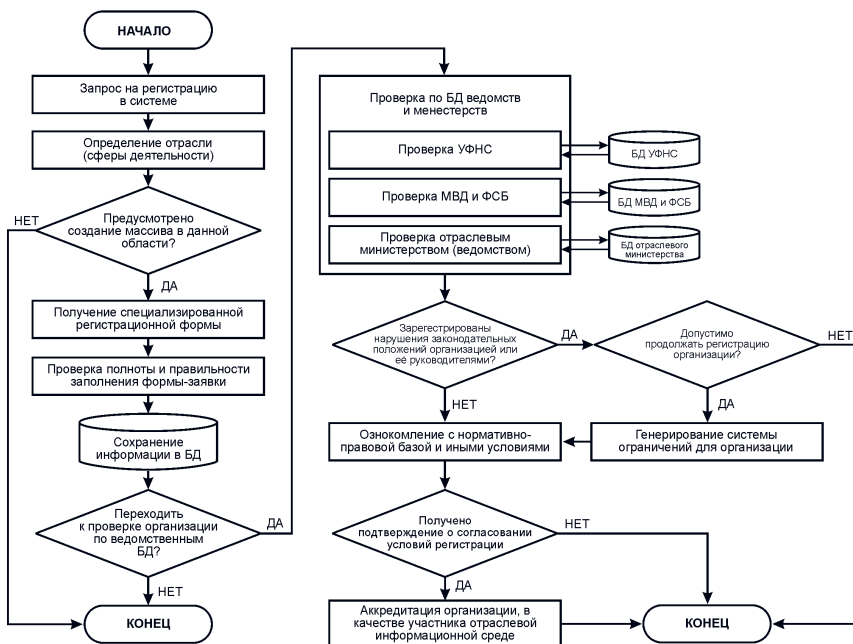 НАЧАЛО
Запрос на регистрацию
в системе
Определение отрасли
(сферы деятельности)
НЕТ
Предусмотрено
создание массива в данной
области?
ДА
Получение специализированной
регистрационной формы
Проверка полноты и правильности
заполнения формы-заявки
Сохранение
информации в БД
Переходить
к проверке организации
по ведомственным
БД?
ДА
НЕТ
КОНЕЦ
Проверка по БД ведомств
и менестерств
Проверка УФНС
БД УФНС
Проверка МВД и ФСБ
БД МВД и ФСБ
Проверка отраслевым
министерством (ведомством)
БД отраслевого
министерства
Зарегестрированы
нарушения законодательных
положений организацией или
её руководителями?
ДА
Допустимо
продолжать регистрацию
организации?
НЕТ
НЕТ
ДА
Ознокомление с нормативно-
правовой базой и иными условиями
Генерирование системы
ограничений для организации
Получено
подтверждение о согласовании
условий регистрации
НЕТ
ДА
Аккредитация организации, в
качестве участника отраслевой
информационной среде
КОНЕЦ